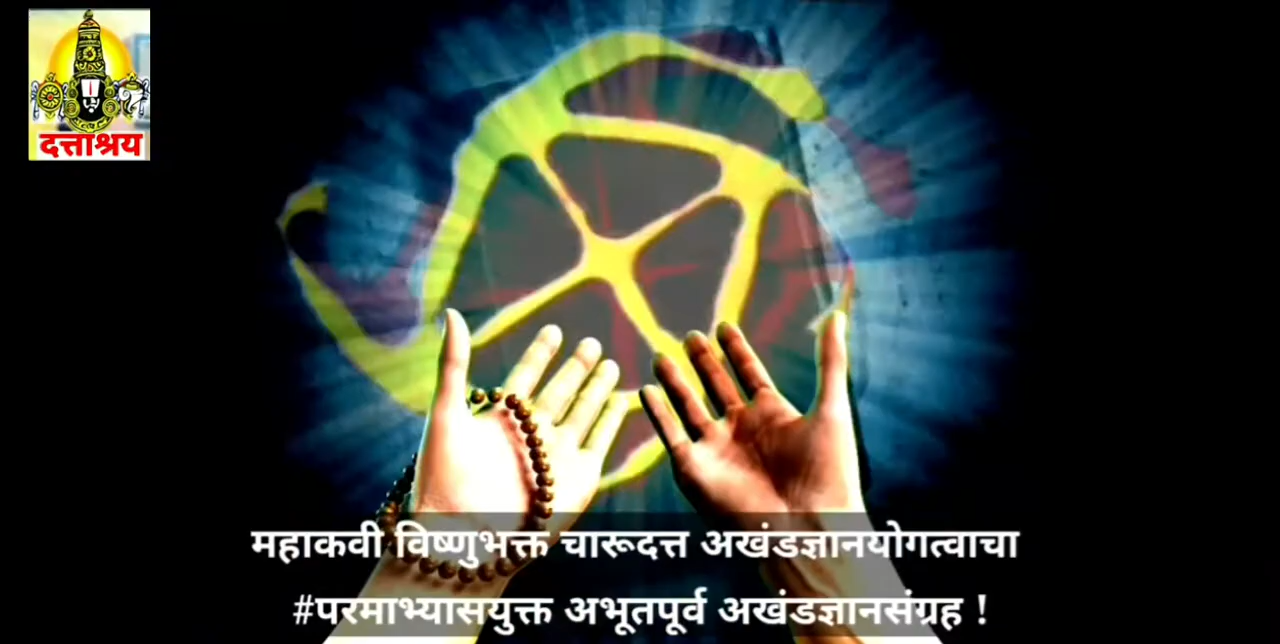 दत्ताश्रय
महाकवी विष्णुभक्त चारूदत्त अखंडज्ञानयोगत्वाचा
#परमाभ्यासयुक्त अभूतपूर्व अखंडज्ञानसंग्रह !